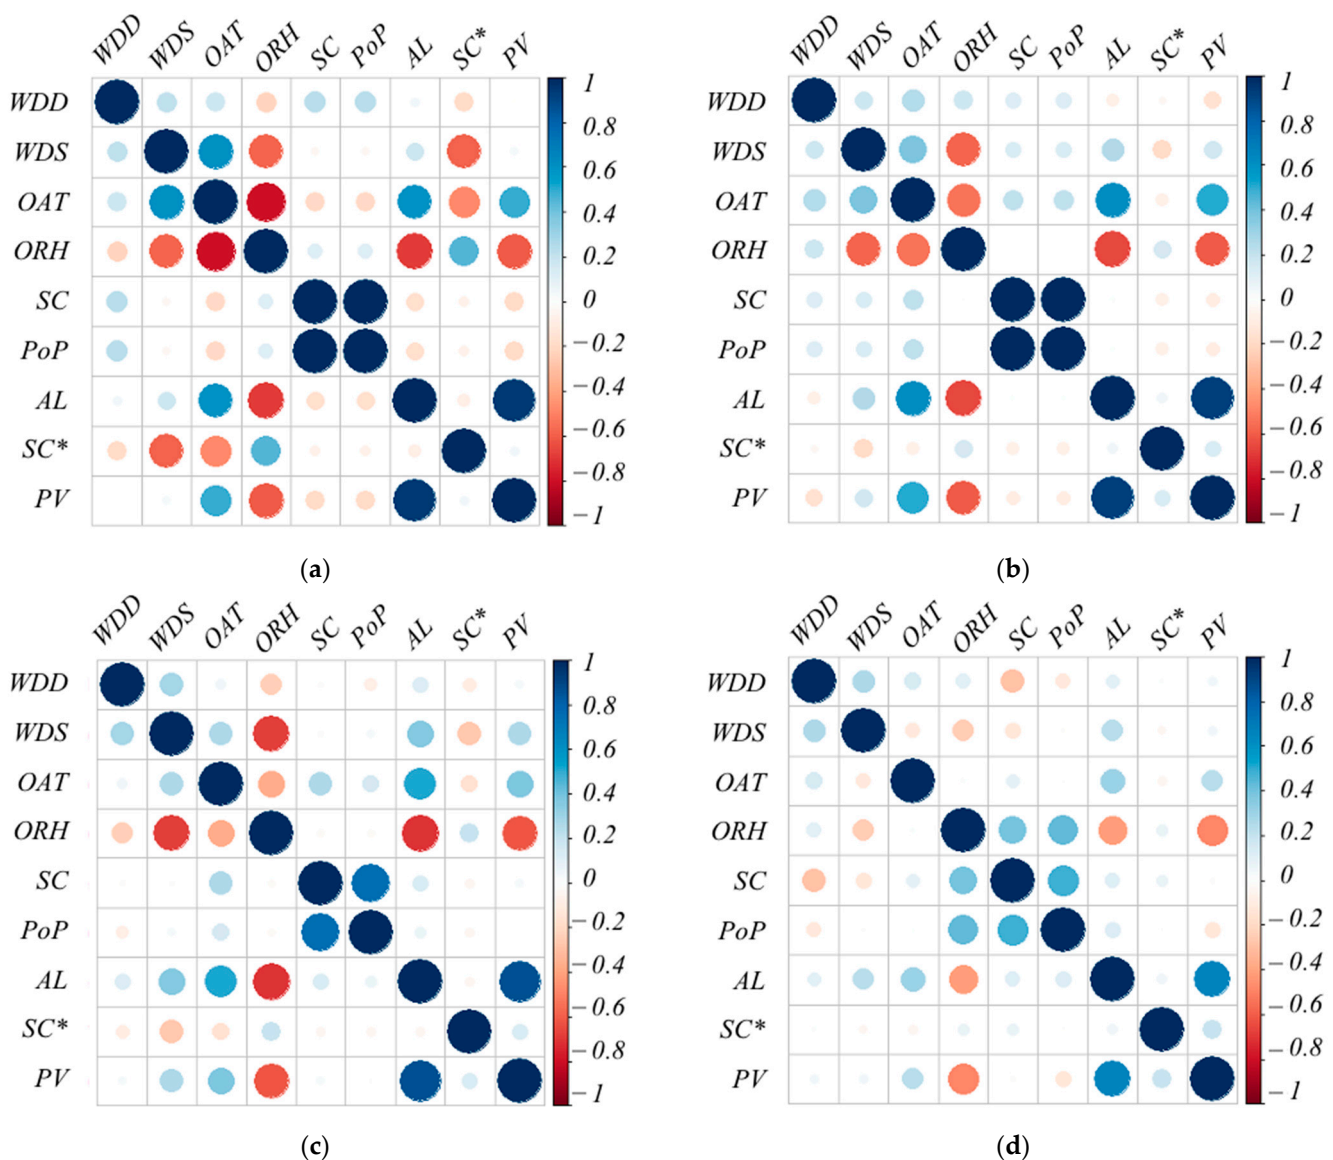 WDD WDS OAT ORH SC PoP AL SC* PV
WDD
WDS
OAT
ORH
SC
PoP
AL
SC*
PV
1
0.8
0.6
0.4
0.2
0
−0.2
−0.4
−0.6
−0.8
−1
(a)
WDD WDS OAT ORH SC PoP AL SC* PV
WDD
WDS
OAT
ORH
SC
PoP
AL
SC*
PV
1
0.8
0.6
0.4
0.2
0
−0.2
−0.4
−0.6
−0.8
−1
(b)
WDD WDS OAT ORH SC PoP AL SC* PV
WDD
WDS
OAT
ORH
SC
PoP
AL
SC*
PV
1
0.8
0.6
0.4
0.2
0
−0.2
−0.4
−0.6
−0.8
−1
(c)
WDD WDS OAT ORH SC PoP AL SC* PV
WDD
WDS
OAT
ORH
SC
PoP
AL
SC*
PV
1
0.8
0.6
0.4
0.2
0
−0.2
−0.4
−0.6
−0.8
−1
(d)